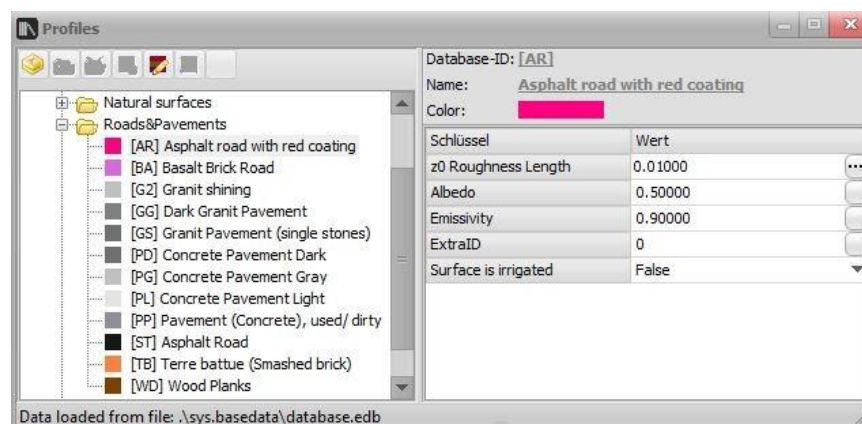 Profiles
Natural surfaces
Roads&Pavements
[AR] Asphalt road with red coating
[BA] Basalt Brick Road
[G2] Granit shining
[GG] Dark Granit Pavement
[GS] Granit Pavement (single stones)
[PD] Concrete Pavement Dark
[PG] Concrete Pavement Gray
[PL] Concrete Pavement Light
[PP] Pavement (Concrete), used/ dirty
[ST] Asphalt Road
[TB] Terre battue (Smashed brick)
[WD] Wood Planks
Database-ID: [AR]
Name: Asphalt road with red coating
Color:
Schlüssel Wert
z0 Roughness Length 0.01000 ...
Albedo 0.50000
Emissivity 0.90000
ExtraID 0
Surface is irrigated False
Data loaded from file: .\sys.basedata\database.edb